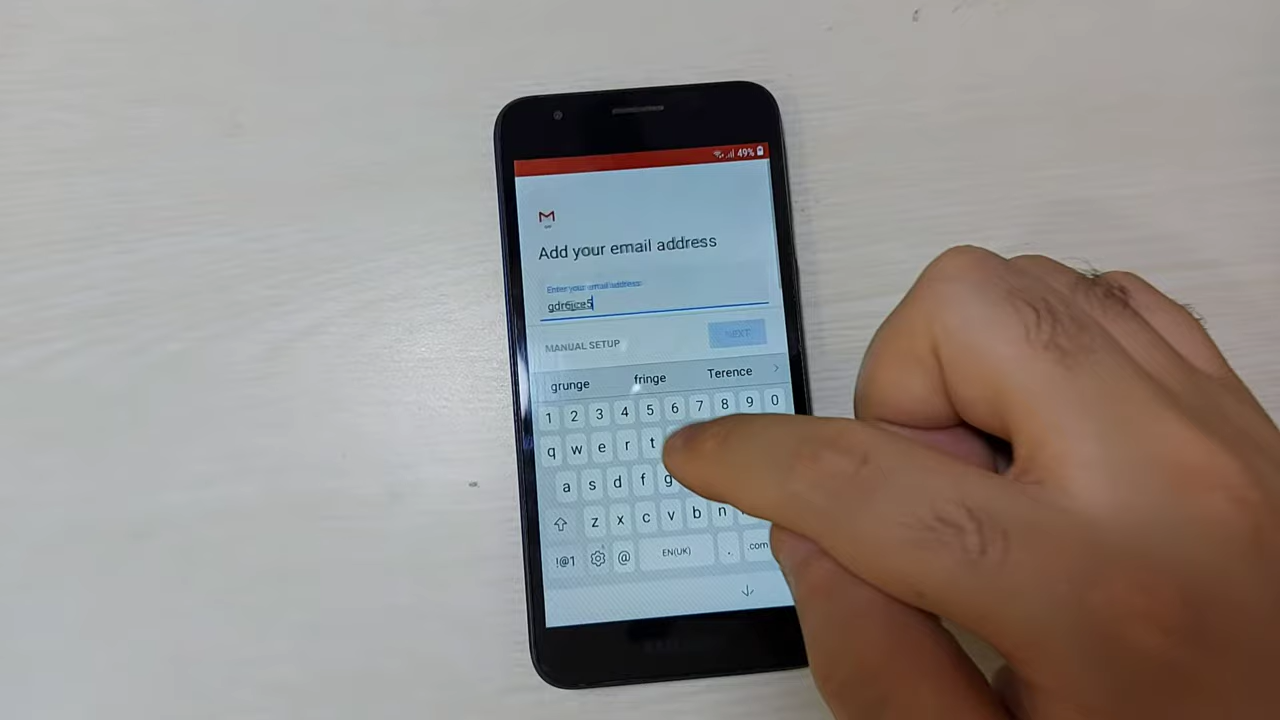 49%
Add your email address
Enter your email address:
gdr6jice5
MANUAL SETUP
NEXT
grunge fringe Terence >
1 2 3 4 5 6 7 8 9 0
q w e r t
a s d f g
z x c v b n
!@1 @ EN(UK) . .com